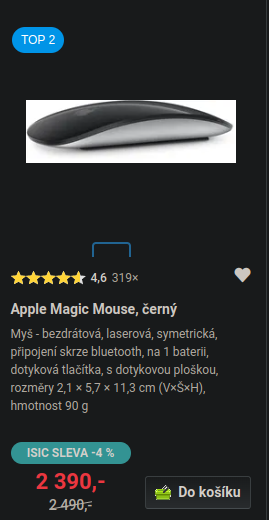 TOP 2
4,6 319×
Apple Magic Mouse, černý
Myš - bezdrátová, laserová, symetrická,
připojení skrze bluetooth, na 1 baterii,
dotyková tlačítka, s dotykovou ploškou,
rozměry 2,1 × 5,7 × 11,3 cm (V×Š×H),
hmotnost 90 g
ISIC SLEVA -4 %
2 390,-
2 490,-
Do košíku